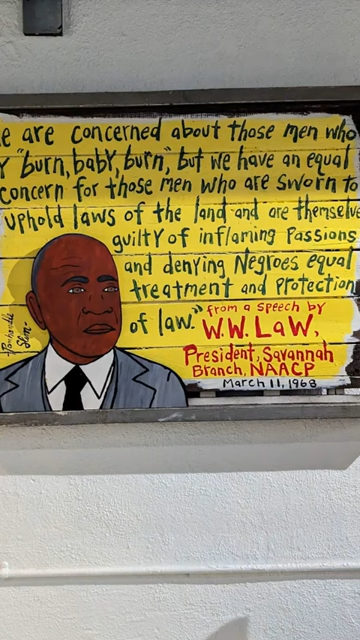 e are concerned about those men who
Y "burn, baby, burn," but we have an equal
concern for those men who are sworn to
uphold laws of the land-and are themselve
guilty of inflaming Passions
and denying Negroes equal
treatment and Protection
of law."
from a speech by
W.W. LaW,
President, Savannah
Branch, NAACP
March 11, 1968
Panhandle
Slim-